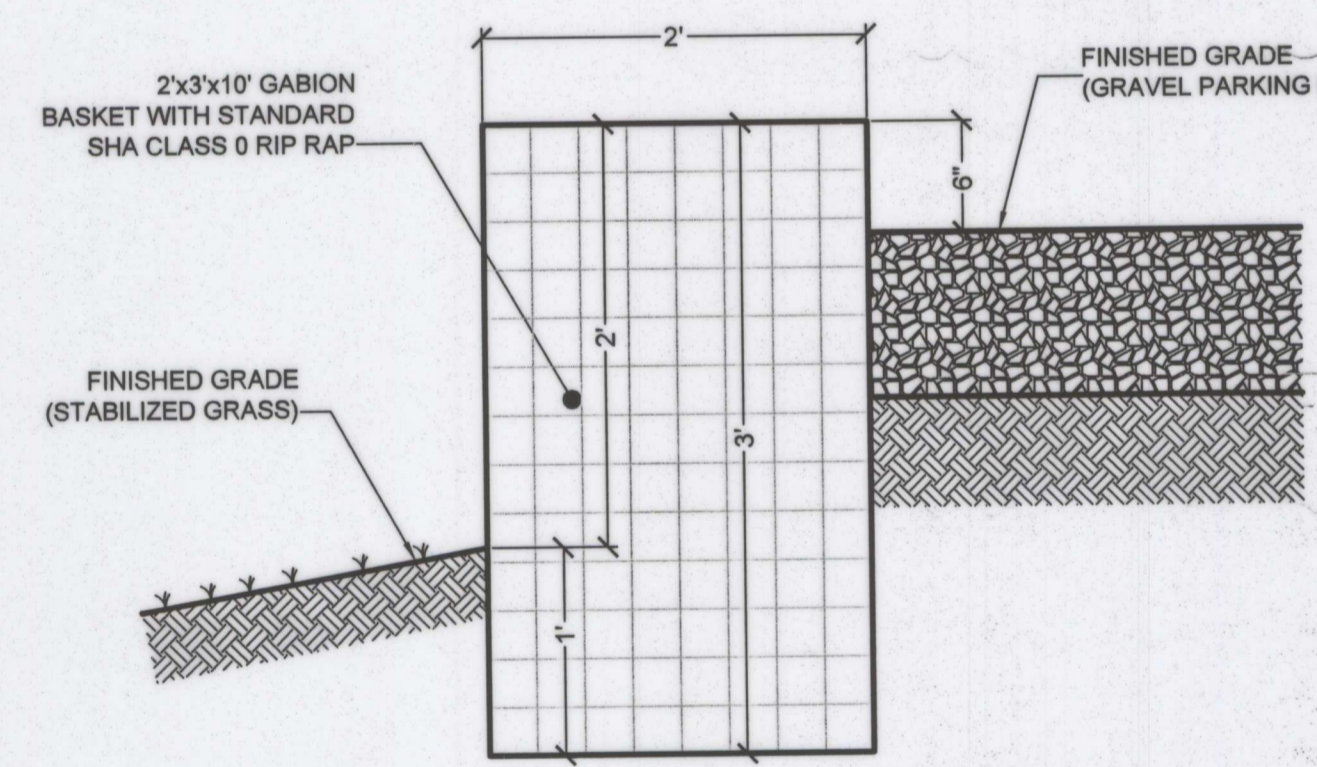 2'
2'x3'x10' GABION
BASKET WITH STANDARD
SHA CLASS 0 RIP RAP
FINISHED GRADE
(GRAVEL PARKING
6"
2'
3'
FINISHED GRADE
(STABILIZED GRASS)
1'